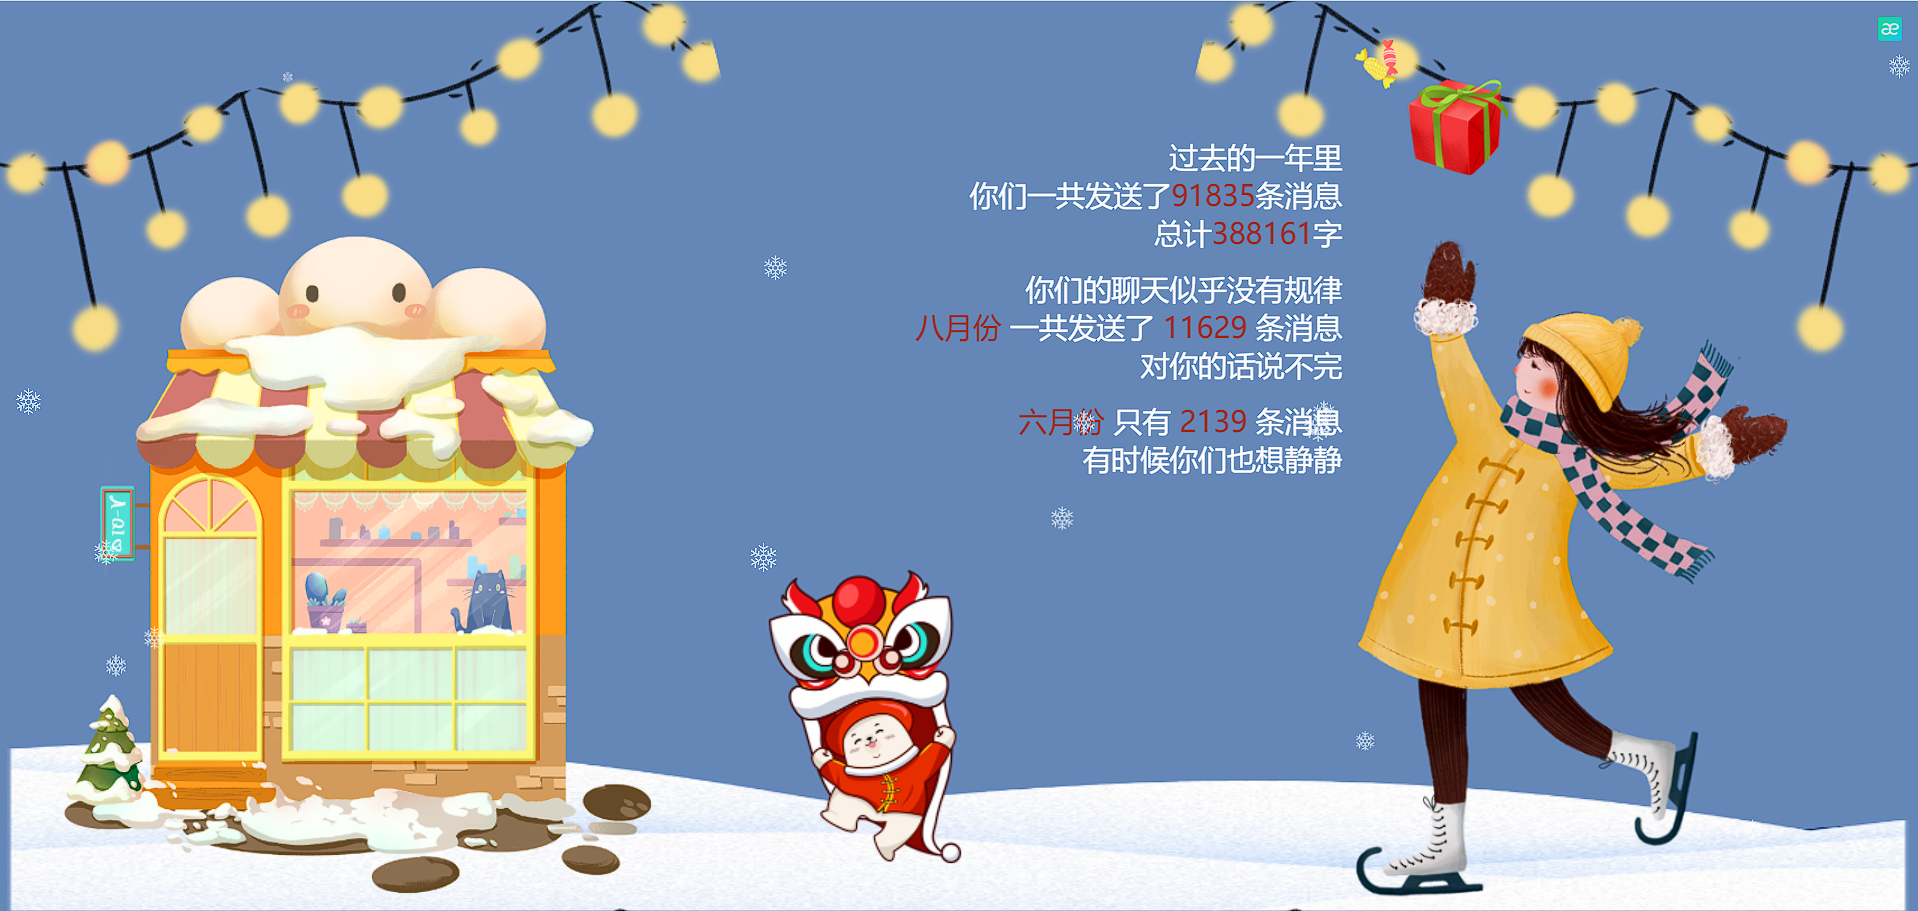 æ
过去的一年里
你们一共发送了91835条消息
总计388161字
你们的聊天似乎没有规律
八月份 一共发送了 11629 条消息
对你的话说不完
六月份 只有 2139 条消息
有时候你们也想静静